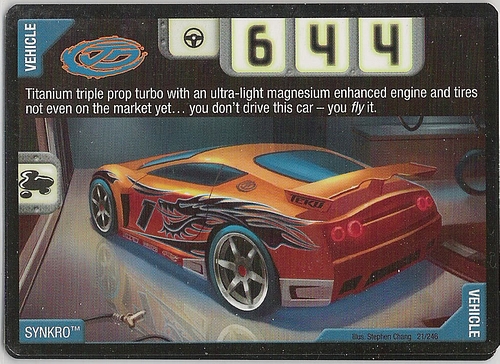 VEHICLE
6 4 4
Titanium triple prop turbo with an ultra-light magnesium enhanced engine and tires
not even on the market yet... you don't drive this car – you fly it.
TEKU
SYNKRO™
Illus. Stephen Chang 21/246
VEHICLE